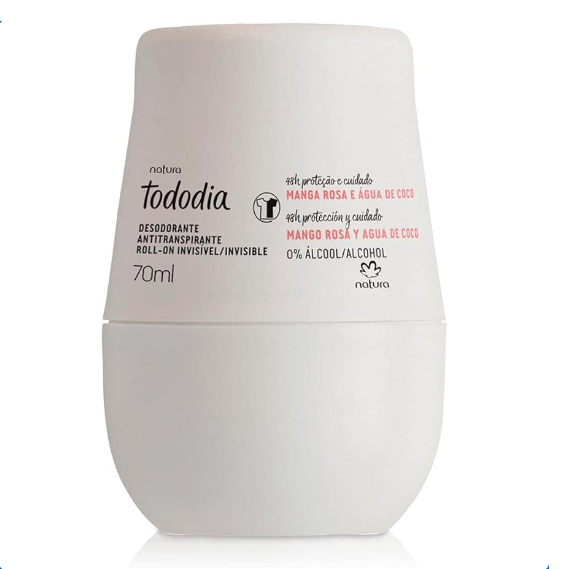 natura
tododia
DESODORANTE
ANTITRANSPIRANTE
ROLL-ON INVISÍVEL/INVISIBLE
70ml
48h proteção e cuidado
MANGA ROSA E ÁGUA DE COCO
48h protección y cuidado
MANGO ROSA Y AGUA DE COCO
0% ÁLCOOL/ALCOHOL
natura